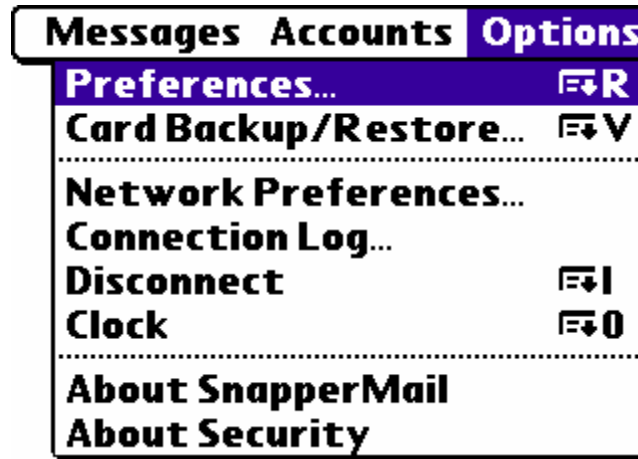 Messages Accounts Options
Preferences... R
Card Backup/Restore... V
Network Preferences...
Connection Log...
Disconnect I
Clock 0
About SnapperMail
About Security